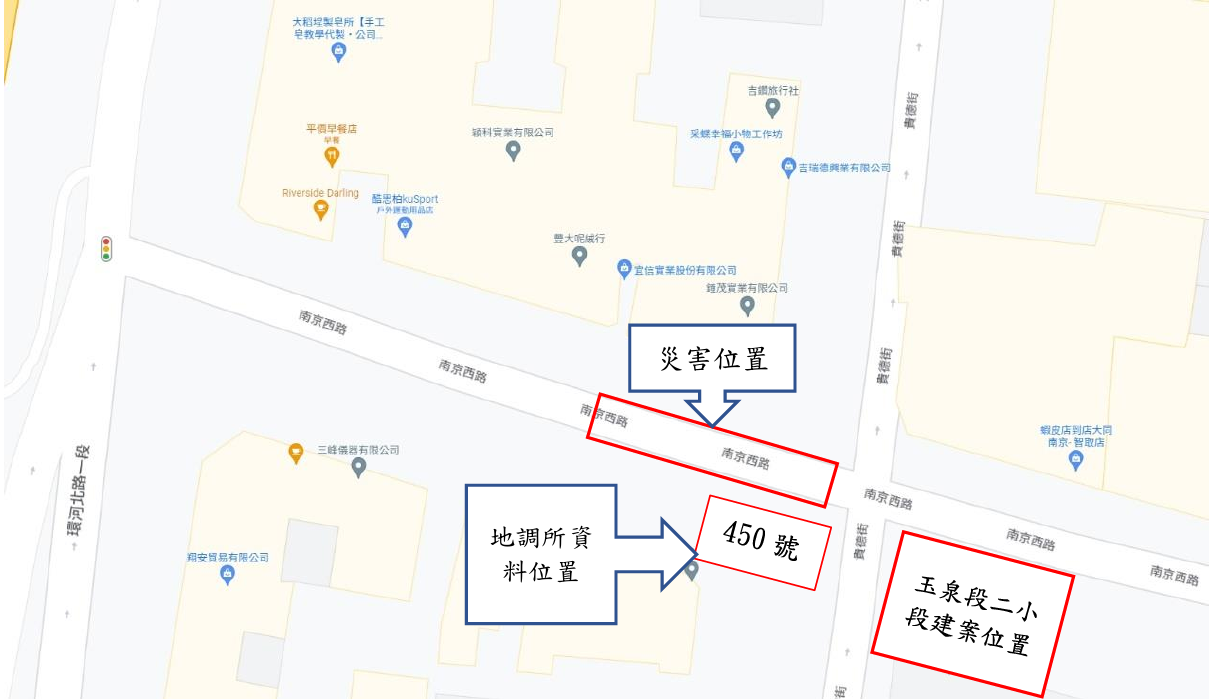 大稻埕製皂所【手工
皂教學代製・公司...
吉鑽旅行社
平價早餐店
早餐
穎科實業有限公司
采蝶幸福小物工作坊
吉瑞德興業有限公司
Riverside Darling
酷思柏kuSport
戶外運動用品店
豐大呢絨行
宜信實業股份有限公司
鎧茂實業有限公司
貴德街
貴德街
貴德街
南京西路
南京西路
災害位置
南京西路
南京西路
蝦皮店到店大同
南京-智取店
三峰儀器有限公司
環河北路一段
南京西路
南京西路
南京西路
地調所資
料位置
450 號
貴德街
翔安貿易有限公司
玉泉段二小
段建案位置
街